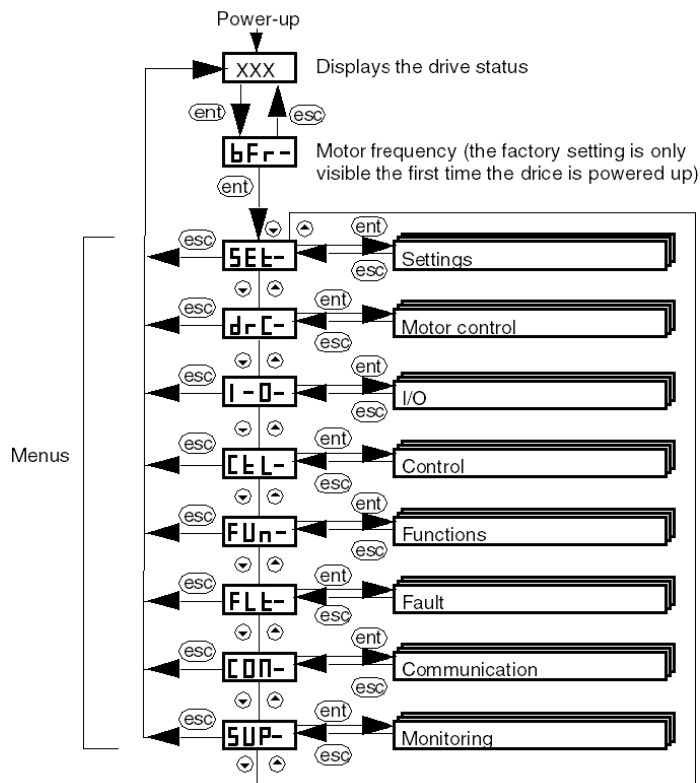 Power-up
XXX
Displays the drive status
ent
esc
bFr-
Motor frequency (the factory setting is only
visible the first time the drice is powered up)
ent
Menus
esc
SEt-
ent
esc
Settings
esc
drC-
ent
esc
Motor control
esc
I-O-
ent
esc
I/O
esc
CtL-
ent
esc
Control
esc
FUn-
ent
esc
Functions
esc
FLt-
ent
esc
Fault
esc
COM-
ent
esc
Communication
esc
SUP-
ent
esc
Monitoring